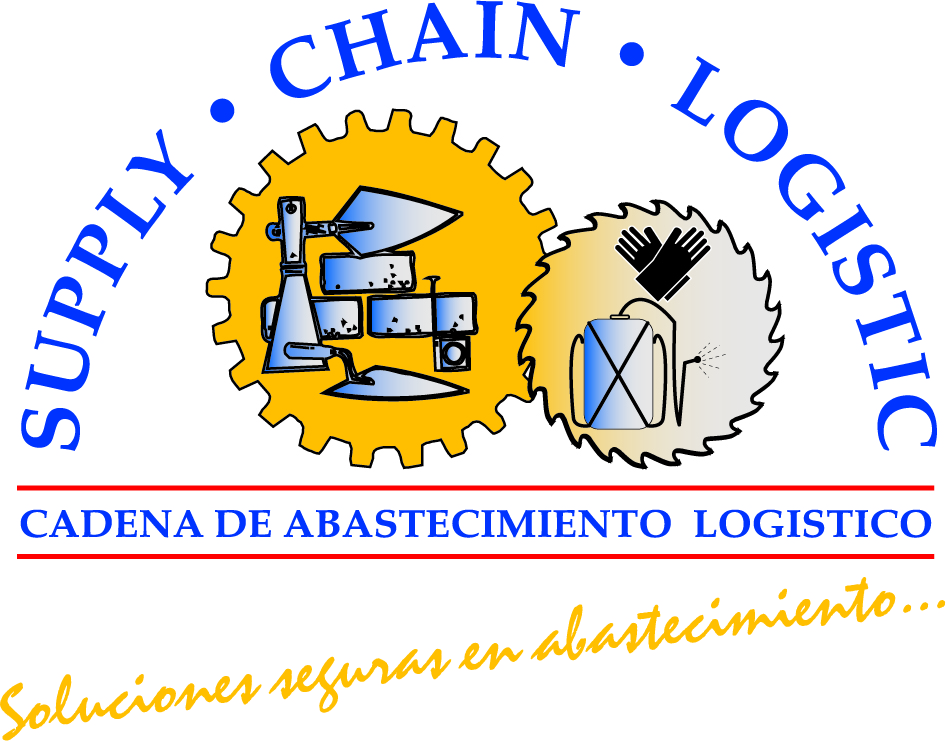 SUPPLY • CHAIN • LOGISTIC
CADENA DE ABASTECIMIENTO LOGISTICO
Soluciones seguras en abastecimiento...